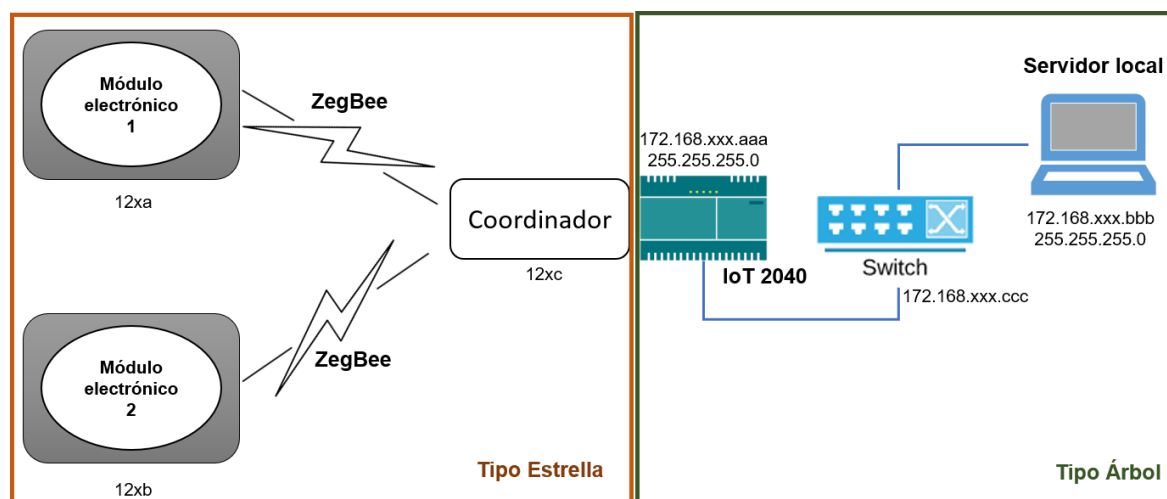 Módulo
electrónico
1
12xa
ZegBee
Coordinador
12xc
ZegBee
Módulo
electrónico
2
12xb
Tipo Estrella
172.168.xxx.aaa
255.255.255.0
IoT 2040
Switch
172.168.xxx.ccc
Servidor local
172.168.xxx.bbb
255.255.255.0
Tipo Árbol